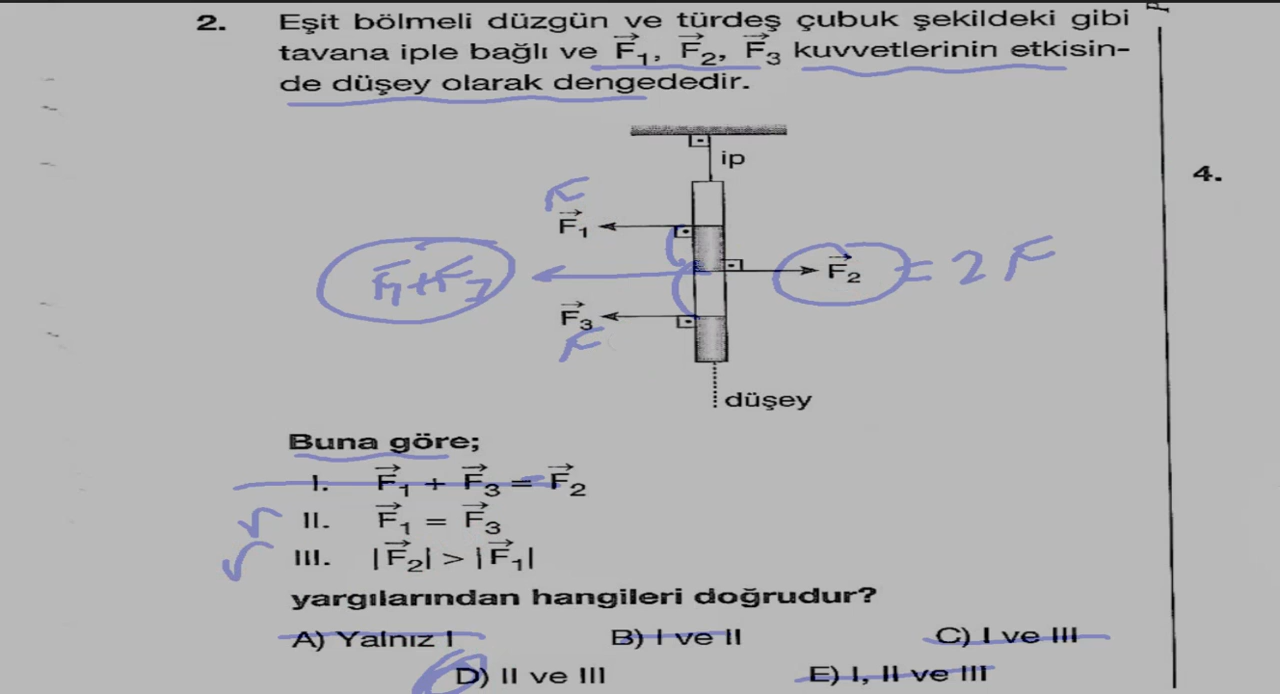 2. Eşit bölmeli düzgün ve türdeş çubuk şekildeki gibi
tavana iple bağlı ve F₁, F₂, F₃ kuvvetlerinin etkisin-
de düşey olarak dengededir.
4.
ip
F
F₁
F₁+F₃
F₂ = 2F
F₃
F
düşey
Buna göre;
I. F₁ + F₃ = F₂
II. F₁ = F₃
III. |F₂| > |F₁|
yargılarından hangileri doğrudur?
A) Yalnız I B) I ve II C) I ve III
D) II ve III E) I, II ve III